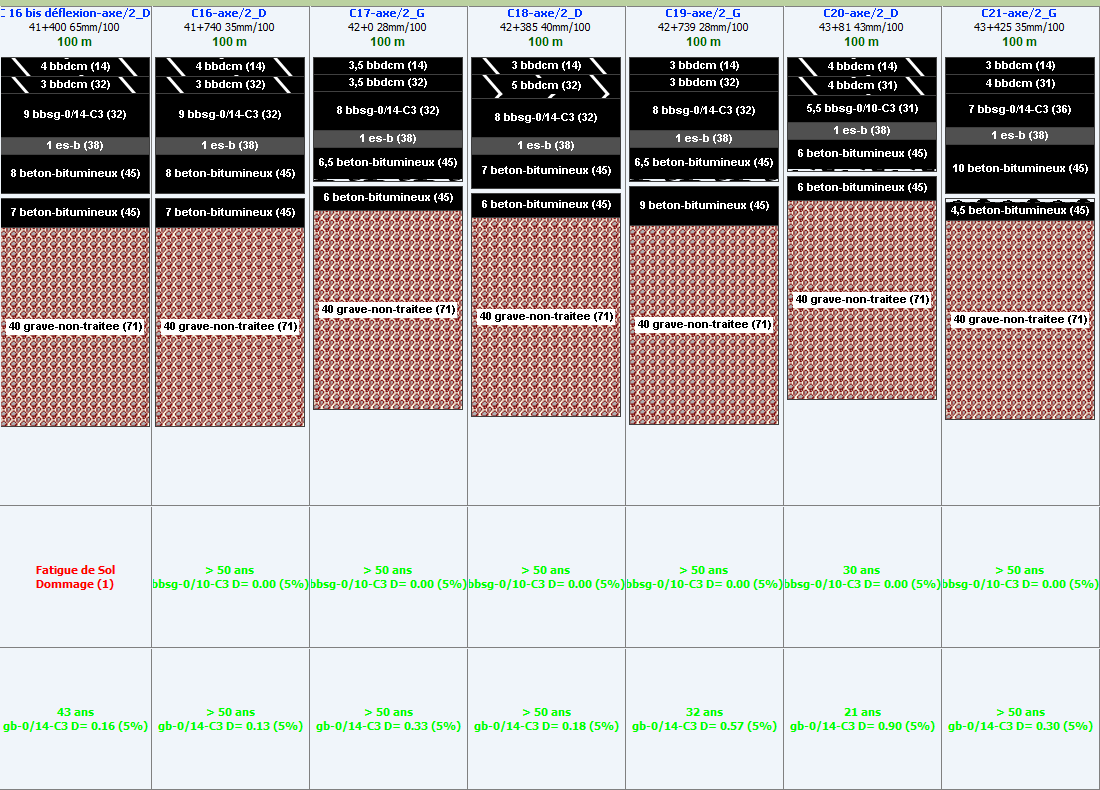 C 16 bis déflexion-axe/2_D
41+400 65mm/100
100 m
4 bbdcm (14)
3 bbdcm (32)
9 bbsg-0/14-C3 (32)
1 es-b (38)
8 beton-bitumineux (45)
7 beton-bitumineux (45)
40 grave-non-traitee (71)
Fatigue de Sol
Dommage (1)
43 ans
gb-0/14-C3 D= 0.16 (5%)
C16-axe/2_D
41+740 35mm/100
100 m
4 bbdcm (14)
3 bbdcm (32)
9 bbsg-0/14-C3 (32)
1 es-b (38)
8 beton-bitumineux (45)
7 beton-bitumineux (45)
40 grave-non-traitee (71)
> 50 ans
bbsg-0/10-C3 D= 0.00 (5%)
> 50 ans
gb-0/14-C3 D= 0.13 (5%)
C17-axe/2_G
42+0 28mm/100
100 m
3,5 bbdcm (14)
3,5 bbdcm (32)
8 bbsg-0/14-C3 (32)
1 es-b (38)
6,5 beton-bitumineux (45)
6 beton-bitumineux (45)
40 grave-non-traitee (71)
> 50 ans
bbsg-0/10-C3 D= 0.00 (5%)
> 50 ans
gb-0/14-C3 D= 0.33 (5%)
C18-axe/2_D
42+385 40mm/100
100 m
3 bbdcm (14)
5 bbdcm (32)
8 bbsg-0/14-C3 (32)
1 es-b (38)
7 beton-bitumineux (45)
6 beton-bitumineux (45)
40 grave-non-traitee (71)
> 50 ans
bbsg-0/10-C3 D= 0.00 (5%)
> 50 ans
gb-0/14-C3 D= 0.18 (5%)
C19-axe/2_G
42+739 28mm/100
100 m
3 bbdcm (14)
3 bbdcm (32)
8 bbsg-0/14-C3 (32)
1 es-b (38)
6,5 beton-bitumineux (45)
9 beton-bitumineux (45)
40 grave-non-traitee (71)
> 50 ans
bbsg-0/10-C3 D= 0.00 (5%)
32 ans
gb-0/14-C3 D= 0.57 (5%)
C20-axe/2_D
43+81 43mm/100
100 m
4 bbdcm (14)
4 bbdcm (31)
5,5 bbsg-0/10-C3 (31)
1 es-b (38)
6 beton-bitumineux (45)
6 beton-bitumineux (45)
40 grave-non-traitee (71)
30 ans
bbsg-0/10-C3 D= 0.00 (5%)
21 ans
gb-0/14-C3 D= 0.90 (5%)
C21-axe/2_G
43+425 35mm/100
100 m
3 bbdcm (14)
4 bbdcm (31)
7 bbsg-0/14-C3 (36)
1 es-b (38)
10 beton-bitumineux (45)
4,5 beton-bitumineux (45)
40 grave-non-traitee (71)
> 50 ans
bbsg-0/10-C3 D= 0.00 (5%)
> 50 ans
gb-0/14-C3 D= 0.30 (5%)